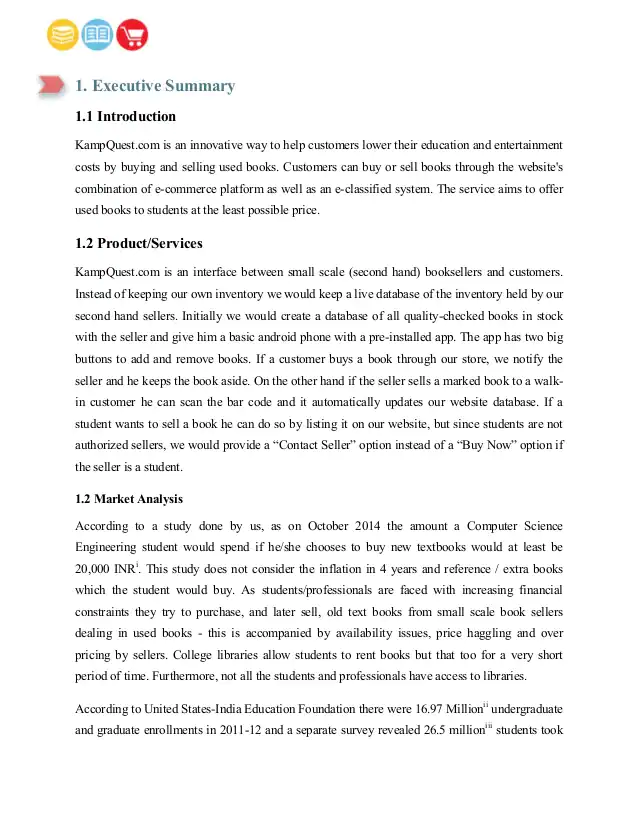 1. Executive Summary
1.1 Introduction
KampQuest.com is an innovative way to help customers lower their education and entertainment
costs by buying and selling used books. Customers can buy or sell books through the website's
combination of e-commerce platform as well as an e-classified system. The service aims to offer
used books to students at the least possible price.
1.2 Product/Services
KampQuest.com is an interface between small scale (second hand) booksellers and customers.
Instead of keeping our own inventory we would keep a live database of the inventory held by our
second hand sellers. Initially we would create a database of all quality-checked books in stock
with the seller and give him a basic android phone with a pre-installed app. The app has two big
buttons to add and remove books. If a customer buys a book through our store, we notify the
seller and he keeps the book aside. On the other hand if the seller sells a marked book to a walk-
in customer he can scan the bar code and it automatically updates our website database. If a
student wants to sell a book he can do so by listing it on our website, but since students are not
authorized sellers, we would provide a “Contact Seller” option instead of a “Buy Now” option if
the seller is a student.
1.2 Market Analysis
According to a study done by us, as on October 2014 the amount a Computer Science
Engineering student would spend if he/she chooses to buy new textbooks would at least be
20,000 INRⁱ. This study does not consider the inflation in 4 years and reference / extra books
which the student would buy. As students/professionals are faced with increasing financial
constraints they try to purchase, and later sell, old text books from small scale book sellers
dealing in used books - this is accompanied by availability issues, price haggling and over
pricing by sellers. College libraries allow students to rent books but that too for a very short
period of time. Furthermore, not all the students and professionals have access to libraries.
According to United States-India Education Foundation there were 16.97 Millionⁱⁱ undergraduate
and graduate enrollments in 2011-12 and a separate survey revealed 26.5 millionⁱⁱⁱ students took